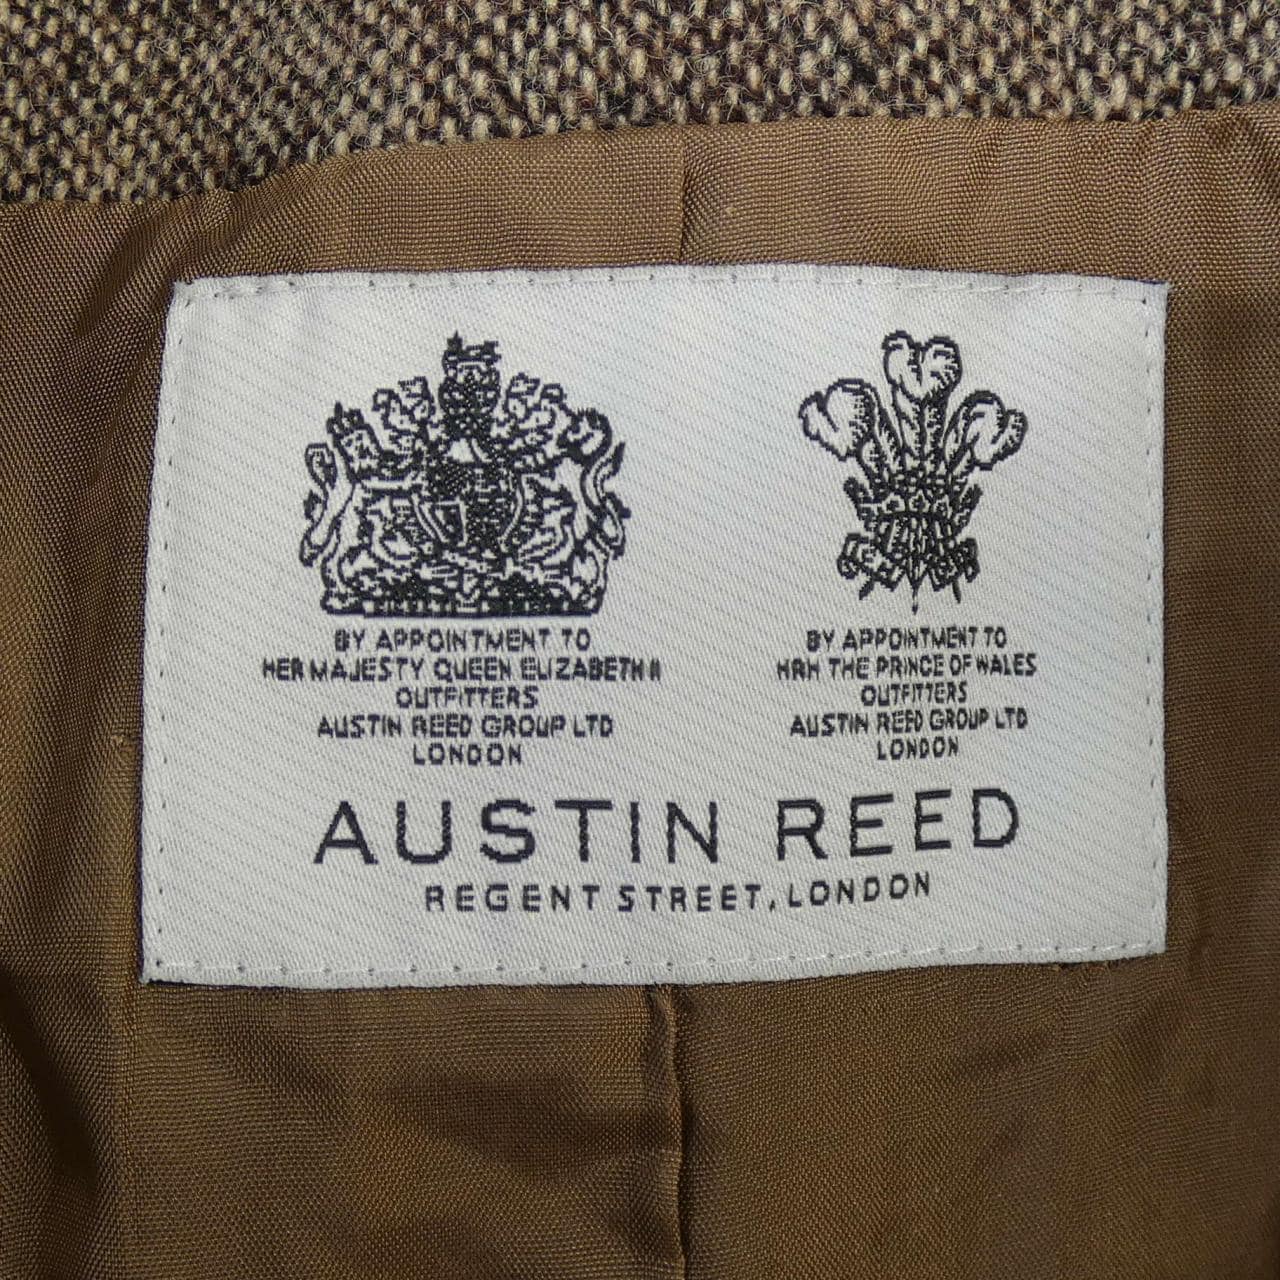 BY APPOINTMENT TO
HER MAJESTY QUEEN ELIZABETH II
OUTFITTERS
AUSTIN REED GROUP LTD
LONDON
BY APPOINTMENT TO
HRH THE PRINCE OF WALES
OUTFITTERS
AUSTIN REED GROUP LTD
LONDON
AUSTIN REED
REGENT STREET, LONDON